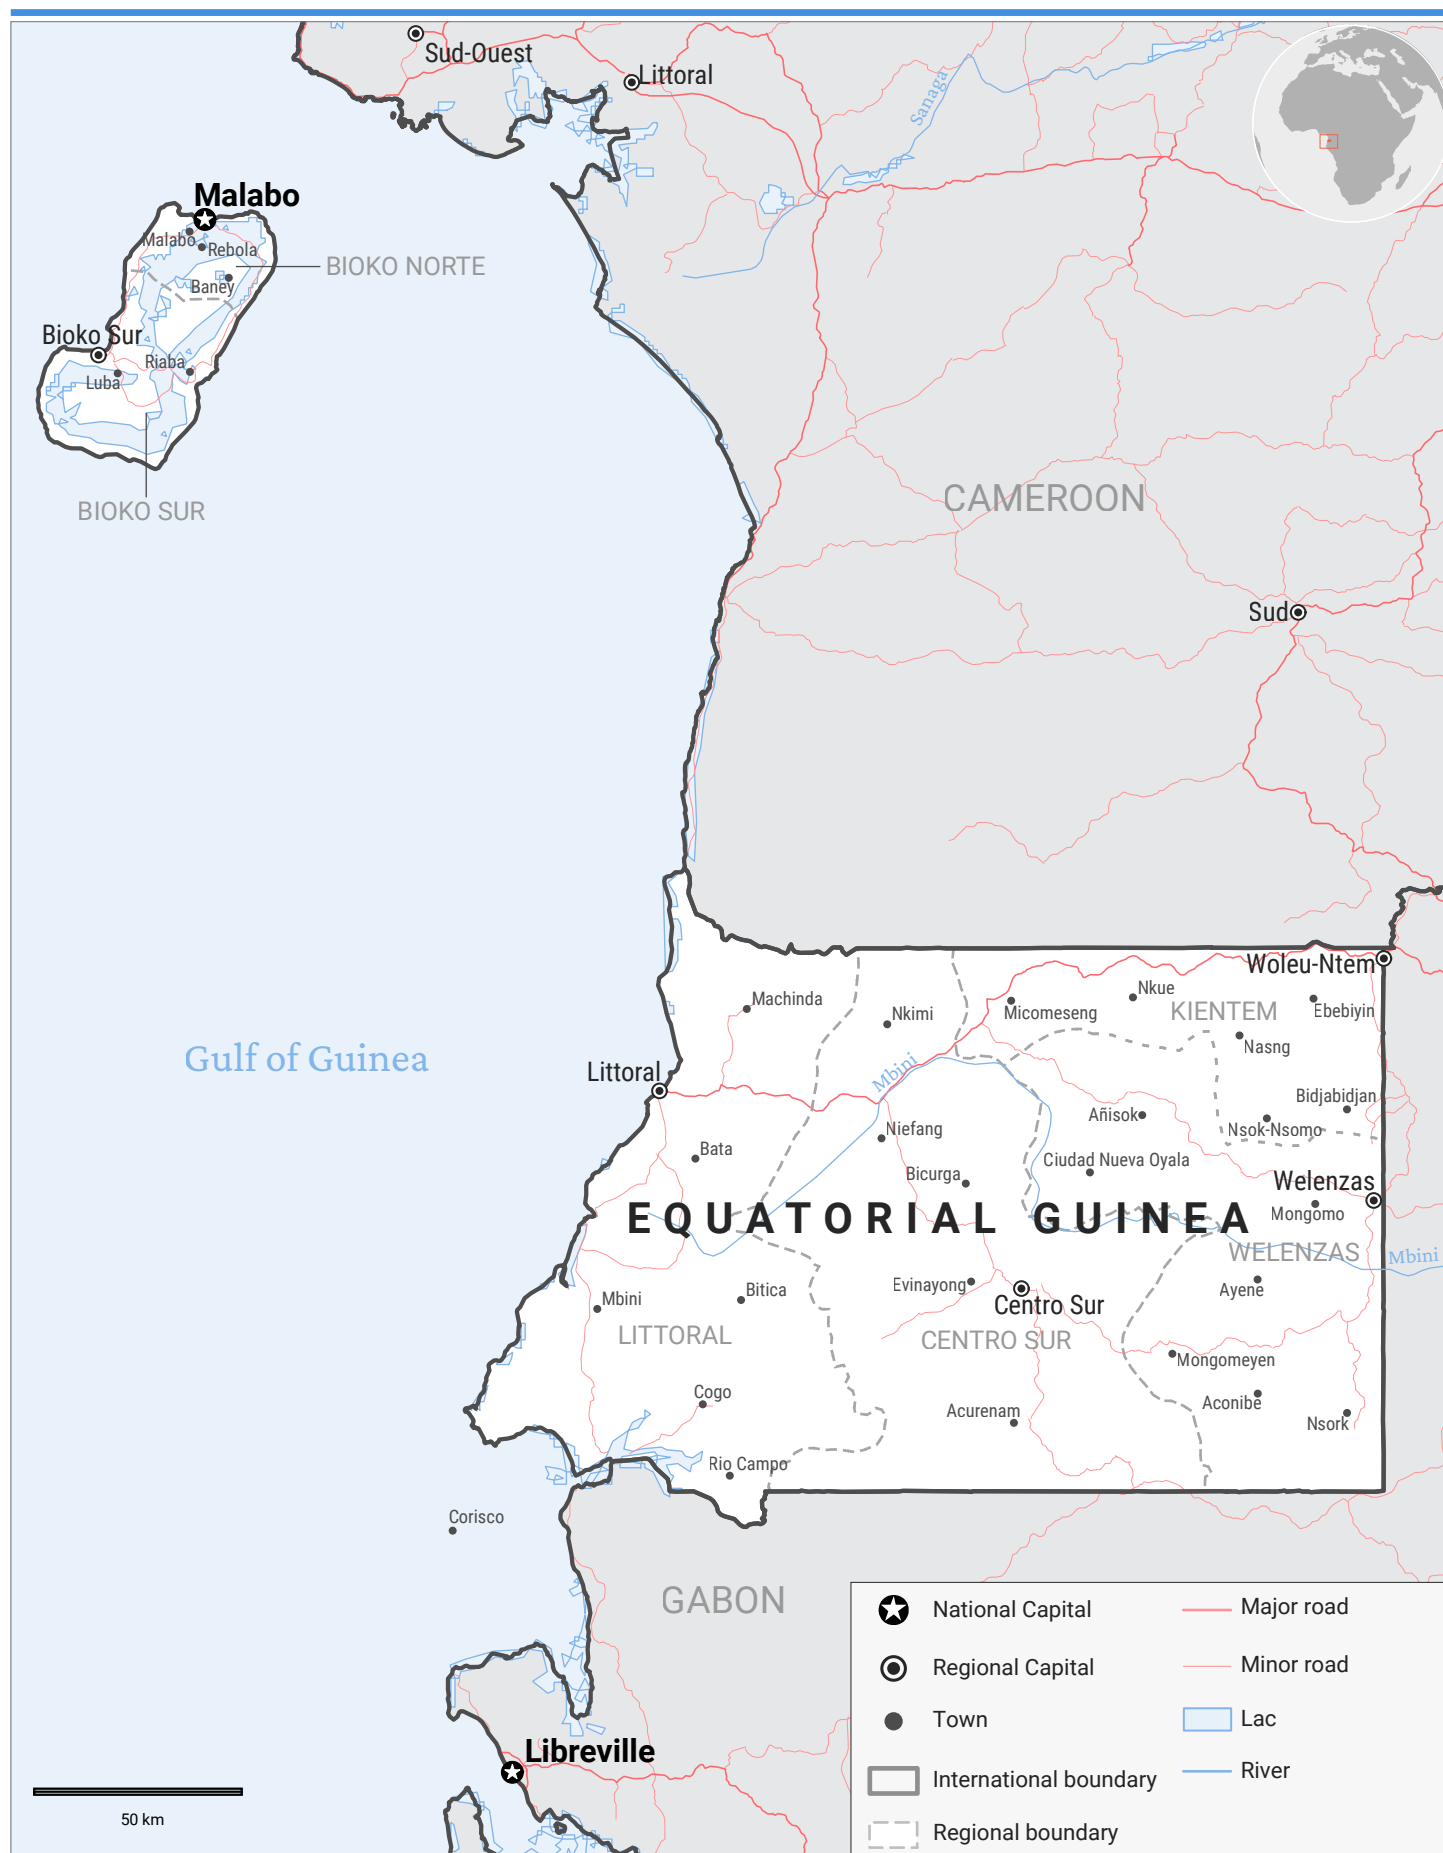 Sud-Ouest
Littoral
Sanaga
Malabo
Malabo
Rebola
BIOKO NORTE
Baney
Bioko Sur
Riaba
Luba
BIOKO SUR
CAMEROON
Sud
Woleu-Ntem
Machinda
Nkimi
Micomeseng
Nkue
KIENTEM
Ebebiyin
Nasng
Gulf of Guinea
Littoral
Mbini
Bidjabidjan
Añisok
Nsok-Nsomo
Niefang
Bata
Bicurga
Ciudad Nueva Oyala
Welenzas
Mongomo
EQUATORIAL GUINEA
WELENZAS
Mbini
Evinayong
Ayene
Bitica
Mbini
Centro Sur
LITTORAL
CENTRO SUR
Mongomeyen
Cogo
Aconibe
Acurenam
Nsork
Rio Campo
Corisco
GABON
Libreville
50 km
National Capital
Major road
Regional Capital
Minor road
Town
Lac
International boundary
River
Regional boundary